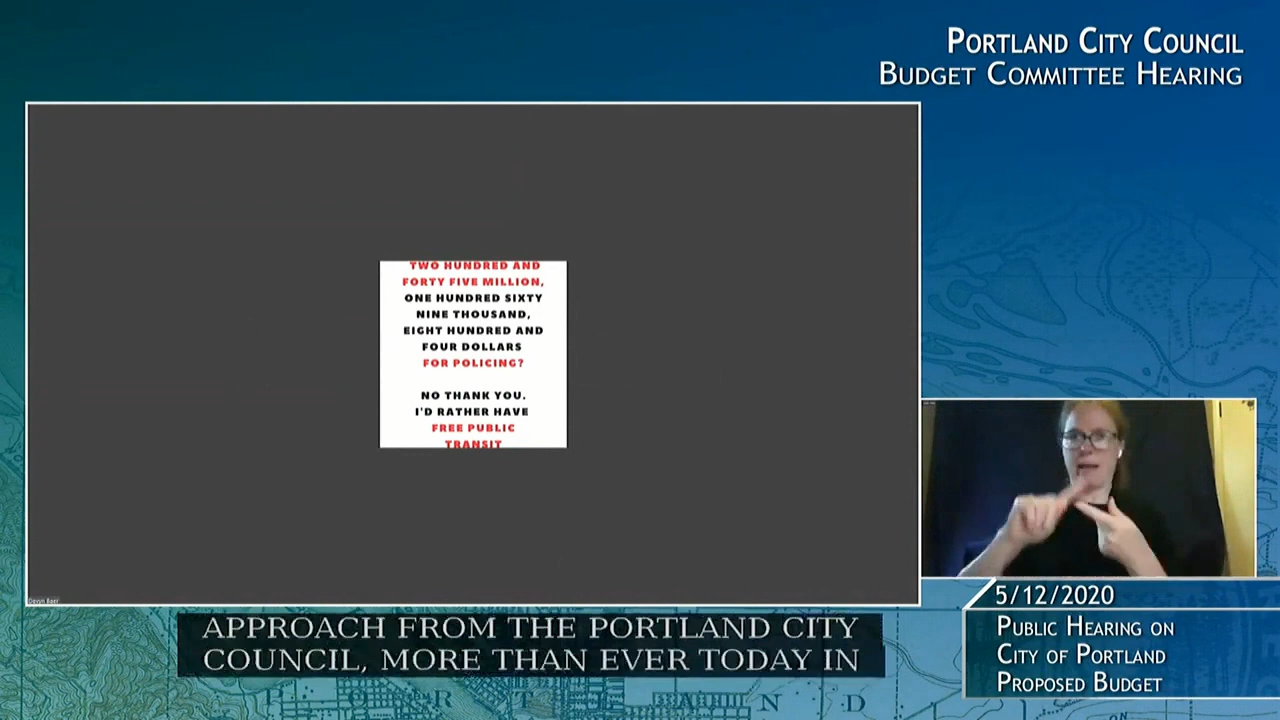 PORTLAND CITY COUNCIL
BUDGET COMMITTEE HEARING
TWO HUNDRED AND
FORTY FIVE MILLION,
ONE HUNDRED SIXTY
NINE THOUSAND,
EIGHT HUNDRED AND
FOUR DOLLARS
FOR POLICING?
NO THANK YOU.
I'D RATHER HAVE
FREE PUBLIC
TRANSIT
Devyn Baer
APPROACH FROM THE PORTLAND CITY
COUNCIL, MORE THAN EVER TODAY IN
5/12/2020
PUBLIC HEARING ON
CITY OF PORTLAND
PROPOSED BUDGET